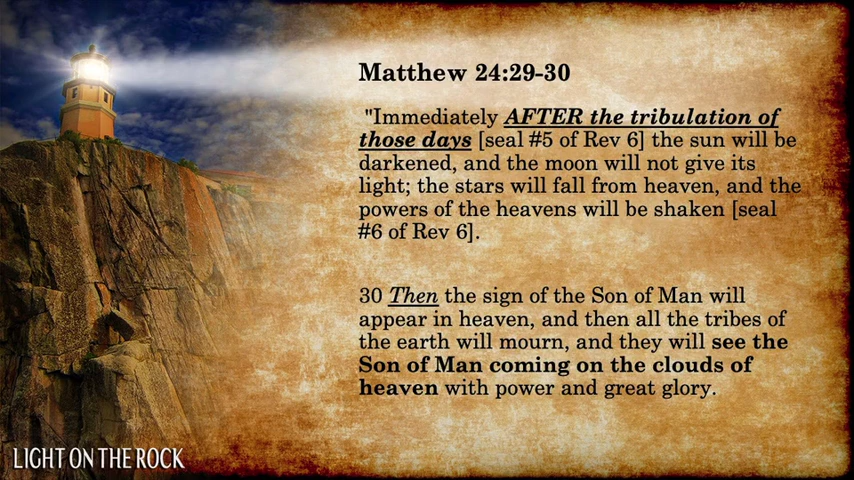 Matthew 24:29-30
"Immediately AFTER the tribulation of
those days [seal #5 of Rev 6] the sun will be
darkened, and the moon will not give its
light; the stars will fall from heaven, and the
powers of the heavens will be shaken [seal
#6 of Rev 6].
30 Then the sign of the Son of Man will
appear in heaven, and then all the tribes of
the earth will mourn, and they will see the
Son of Man coming on the clouds of
heaven with power and great glory.
LIGHT ON THE ROCK